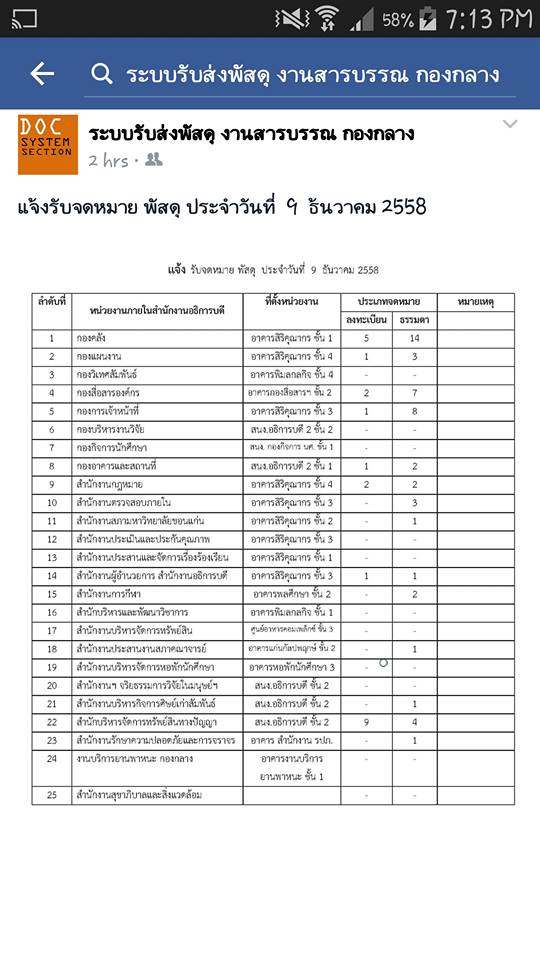 58% 7:13 PM
ระบบรับส่งพัสดุ งานสารบรรณ กองกลาง
DOC
SYSTEM
SECTION
ระบบรับส่งพัสดุ งานสารบรรณ กองกลาง
2 hrs
แจ้งรับจดหมาย พัสดุ ประจำวันที่ 9 ธันวาคม 2558
แจ้ง รับจดหมาย พัสดุ ประจำวันที่ 9 ธันวาคม 2558
ลำดับที่ หน่วยงานภายในสำนักงานอธิการบดี ที่ตั้งหน่วยงาน ประเภทจดหมาย หมายเหตุ
ลงทะเบียน ธรรมดา
1 กองคลัง อาคารสิริคุณากร ชั้น 1 5 14
2 กองแผนงาน อาคารสิริคุณากร ชั้น 4 1 3
3 กองวิเทศสัมพันธ์ อาคารพิมลกลกิจ ชั้น 4 - -
4 กองสื่อสารองค์กร อาคารกองสื่อสารฯ ชั้น 2 2 7
5 กองการเจ้าหน้าที่ อาคารสิริคุณากร ชั้น 3 1 8
6 กองบริหารงานวิจัย สนง.อธิการบดี 2 ชั้น 2 - -
7 กองกิจการนักศึกษา สนง. กองกิจการ นศ. ชั้น 1 - -
8 กองอาคารและสถานที่ สนง.อธิการบดี 2 ชั้น 1 1 2
9 สำนักงานกฎหมาย อาคารสิริคุณากร ชั้น 4 2 2
10 สำนักงานตรวจสอบภายใน อาคารสิริคุณากร ชั้น 3 - 3
11 สำนักงานสภามหาวิทยาลัยขอนแก่น อาคารสิริคุณากร ชั้น 2 - 1
12 สำนักงานประเมินและประกันคุณภาพ อาคารสิริคุณากร ชั้น 3 - -
13 สำนักงานประสานและจัดการเรื่องร้องเรียน อาคารสิริคุณากร ชั้น 1 - -
14 สำนักงานผู้อำนวยการ สำนักงานอธิการบดี อาคารสิริคุณากร ชั้น 3 1 1
15 สำนักงานการกีฬา อาคารพลศึกษา ชั้น 2 - 2
16 สำนักบริหารและพัฒนาวิชาการ อาคารพิมลกลกิจ ชั้น 1 - -
17 สำนักงานบริหารจัดการทรัพย์สิน ศูนย์อาหารคอมเพล็กซ์ ชั้น 3 - -
18 สำนักงานประสานงานสภาคณาจารย์ อาคารแก่นกัลปพฤกษ์ ชั้น 2 - 1
19 สำนักงานบริหารจัดการหอพักนักศึกษา อาคารหอพักนักศึกษา 3 - -
20 สำนักงานฯ จริยธรรมการวิจัยในมนุษย์ฯ สนง.อธิการบดี ชั้น 2 - -
21 สำนักงานบริหารกิจการศิษย์เก่าสัมพันธ์ สนง.อธิการบดี ชั้น 2 - 1
22 สำนักบริหารจัดการทรัพย์สินทางปัญญา สนง.อธิการบดี ชั้น 2 9 4
23 สำนักงานรักษาความปลอดภัยและการจราจร อาคาร สำนักงาน รปภ. - 1
24 งานบริการยานพาหนะ กองกลาง อาคารงานบริการ - -
ยานพาหนะ ชั้น 1
25 สำนักงานสุขาภิบาลและสิ่งแวดล้อม - -